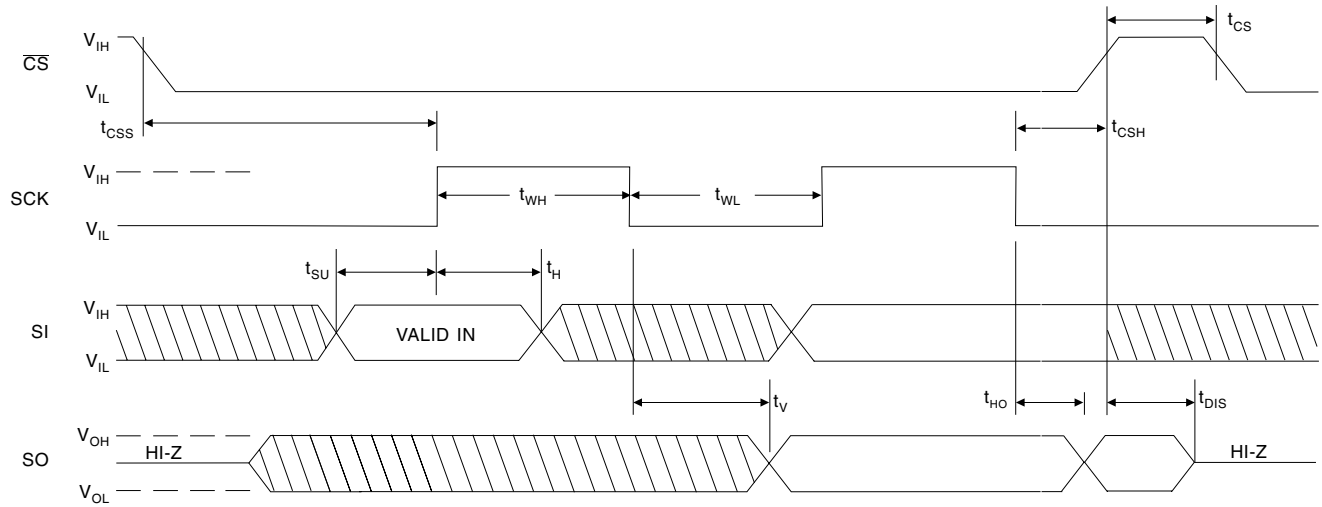 t_CS
V_IH
CS
V_IL
t_CSS
t_CSH
V_IH
SCK
t_WH
t_WL
V_IL
t_SU
t_H
V_IH
SI
VALID IN
V_IL
t_V
t_HO
t_DIS
V_OH
SO
HI-Z
HI-Z
V_OL